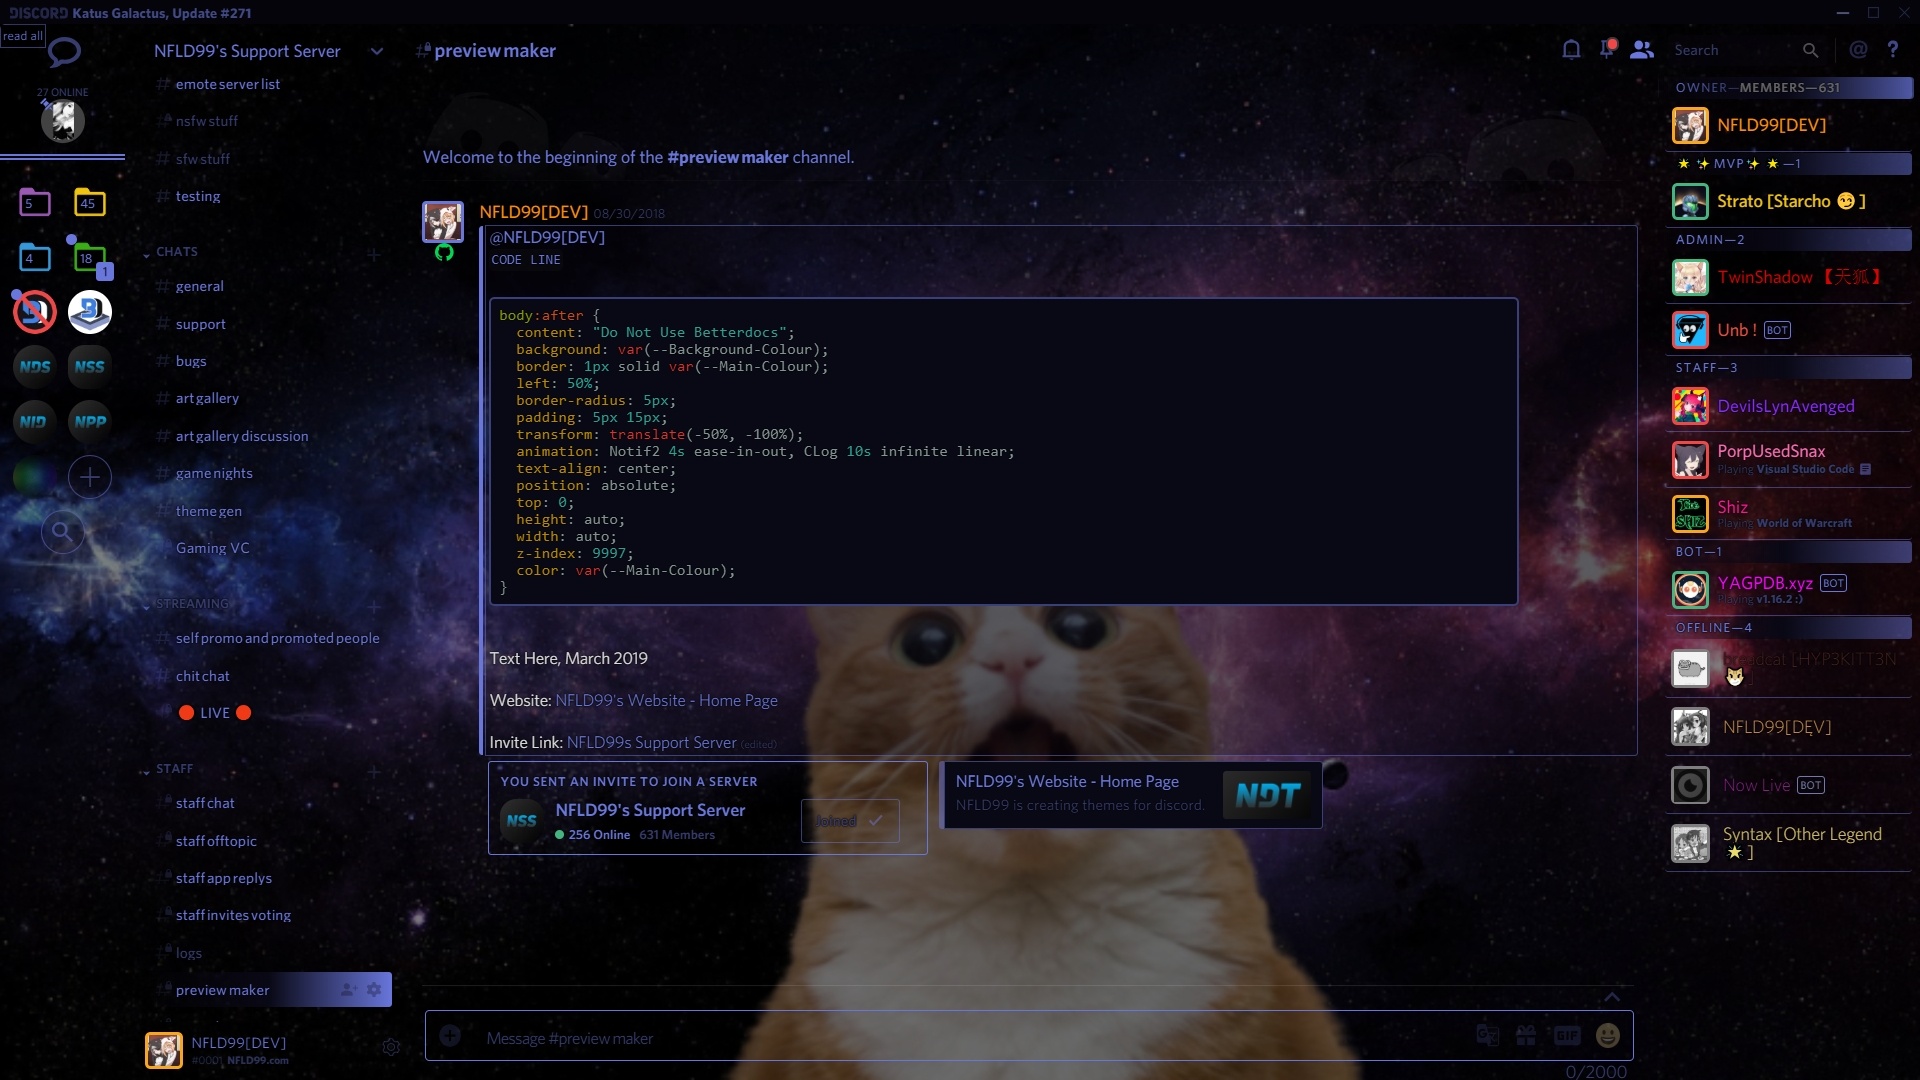 DISCORD Katus Galactus, Update #271
read all
27 ONLINE
5
45
4
18
1
NDS
NSS
NID
NPP
NFLD99's Support Server
emote server list
nsfw stuff
sfw stuff
testing
CHATS
general
support
bugs
art gallery
art gallery discussion
game nights
theme gen
Gaming VC
STREAMING
self promo and promoted people
chit chat
LIVE
STAFF
staff chat
staff offtopic
staff app replys
staff invites voting
logs
preview maker
NFLD99[DEV]
#0001 NFLD99.com
preview maker
Search
Welcome to the beginning of the #preview maker channel.
NFLD99[DEV] 08/30/2018
@NFLD99[DEV]
CODE LINE
body:after {
content: "Do Not Use Betterdocs";
background: var(--Background-Colour);
border: 1px solid var(--Main-Colour);
left: 50%;
border-radius: 5px;
padding: 5px 15px;
transform: translate(-50%, -100%);
animation: Notif2 4s ease-in-out, CLog 10s infinite linear;
text-align: center;
position: absolute;
top: 0;
height: auto;
width: auto;
z-index: 9997;
color: var(--Main-Colour);
}
Text Here, March 2019
Website: NFLD99's Website - Home Page
Invite Link: NFLD99s Support Server (edited)
YOU SENT AN INVITE TO JOIN A SERVER
NSS
NFLD99's Support Server
256 Online 631 Members
Joined
NFLD99's Website - Home Page
NFLD99 is creating themes for discord.
NDT
Message #preview maker
GIF
0/2000
OWNER—MEMBERS—631
NFLD99[DEV]
MVP —1
Strato [Starcho 😏 ]
ADMIN—2
TwinShadow 【天狐】
Unb ! BOT
STAFF—3
DevilsLynAvenged
PorpUsedSnax
Playing Visual Studio Code
Shiz
Playing World of Warcraft
BOT—1
YAGPDB.xyz BOT
Playing v1.16.2 :)
OFFLINE—4
[HYP3KITT3N
NFLD99[DEV]
Now Live BOT
Syntax [Other Legend
🌟 ]